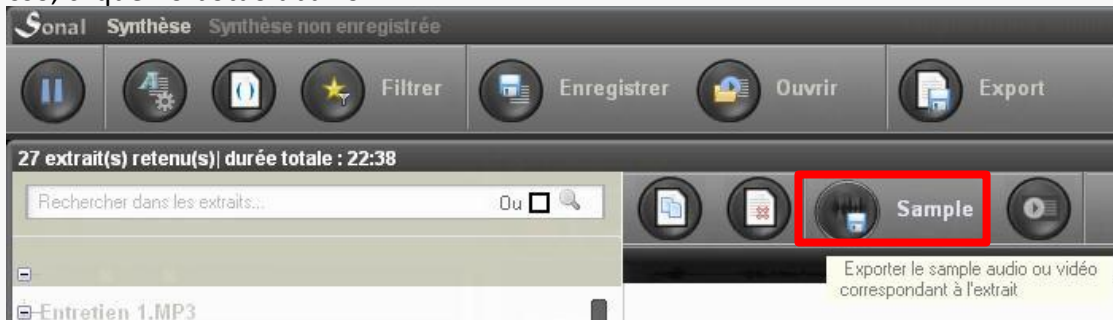 Sonal Synthèse Synthèse non enregistrée
Filtrer Enregistrer Ouvrir Export
27 extrait(s) retenu(s)| durée totale : 22:38
Rechercher dans les extraits... Ou
Sample
Exporter le sample audio ou vidéo
correspondant à l'extrait
Entretien 1.MP3